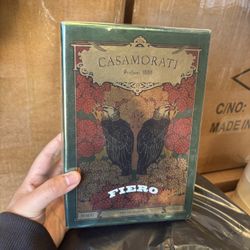 CASAMORATI
Profumi 1888
FIERO
C/NO:
MADE IN